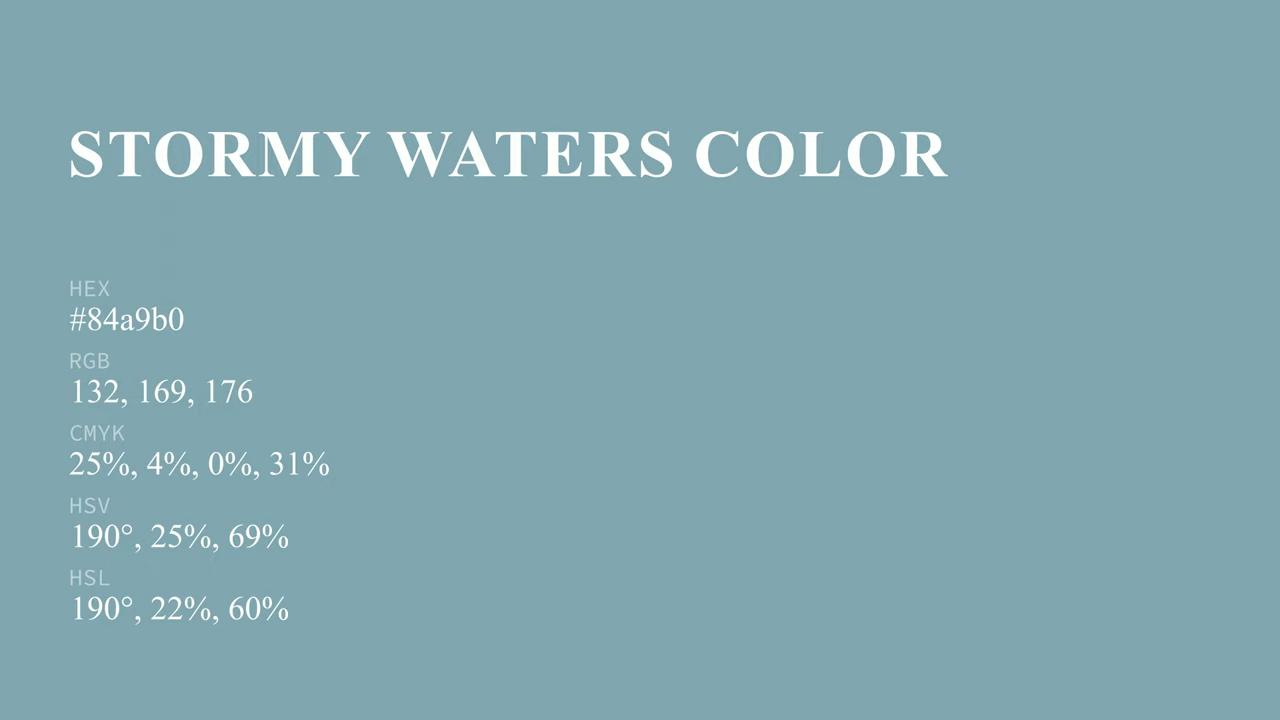 STORMY WATERS COLOR
HEX
#84a9b0
RGB
132, 169, 176
CMYK
25%, 4%, 0%, 31%
HSV
190°, 25%, 69%
HSL
190°, 22%, 60%